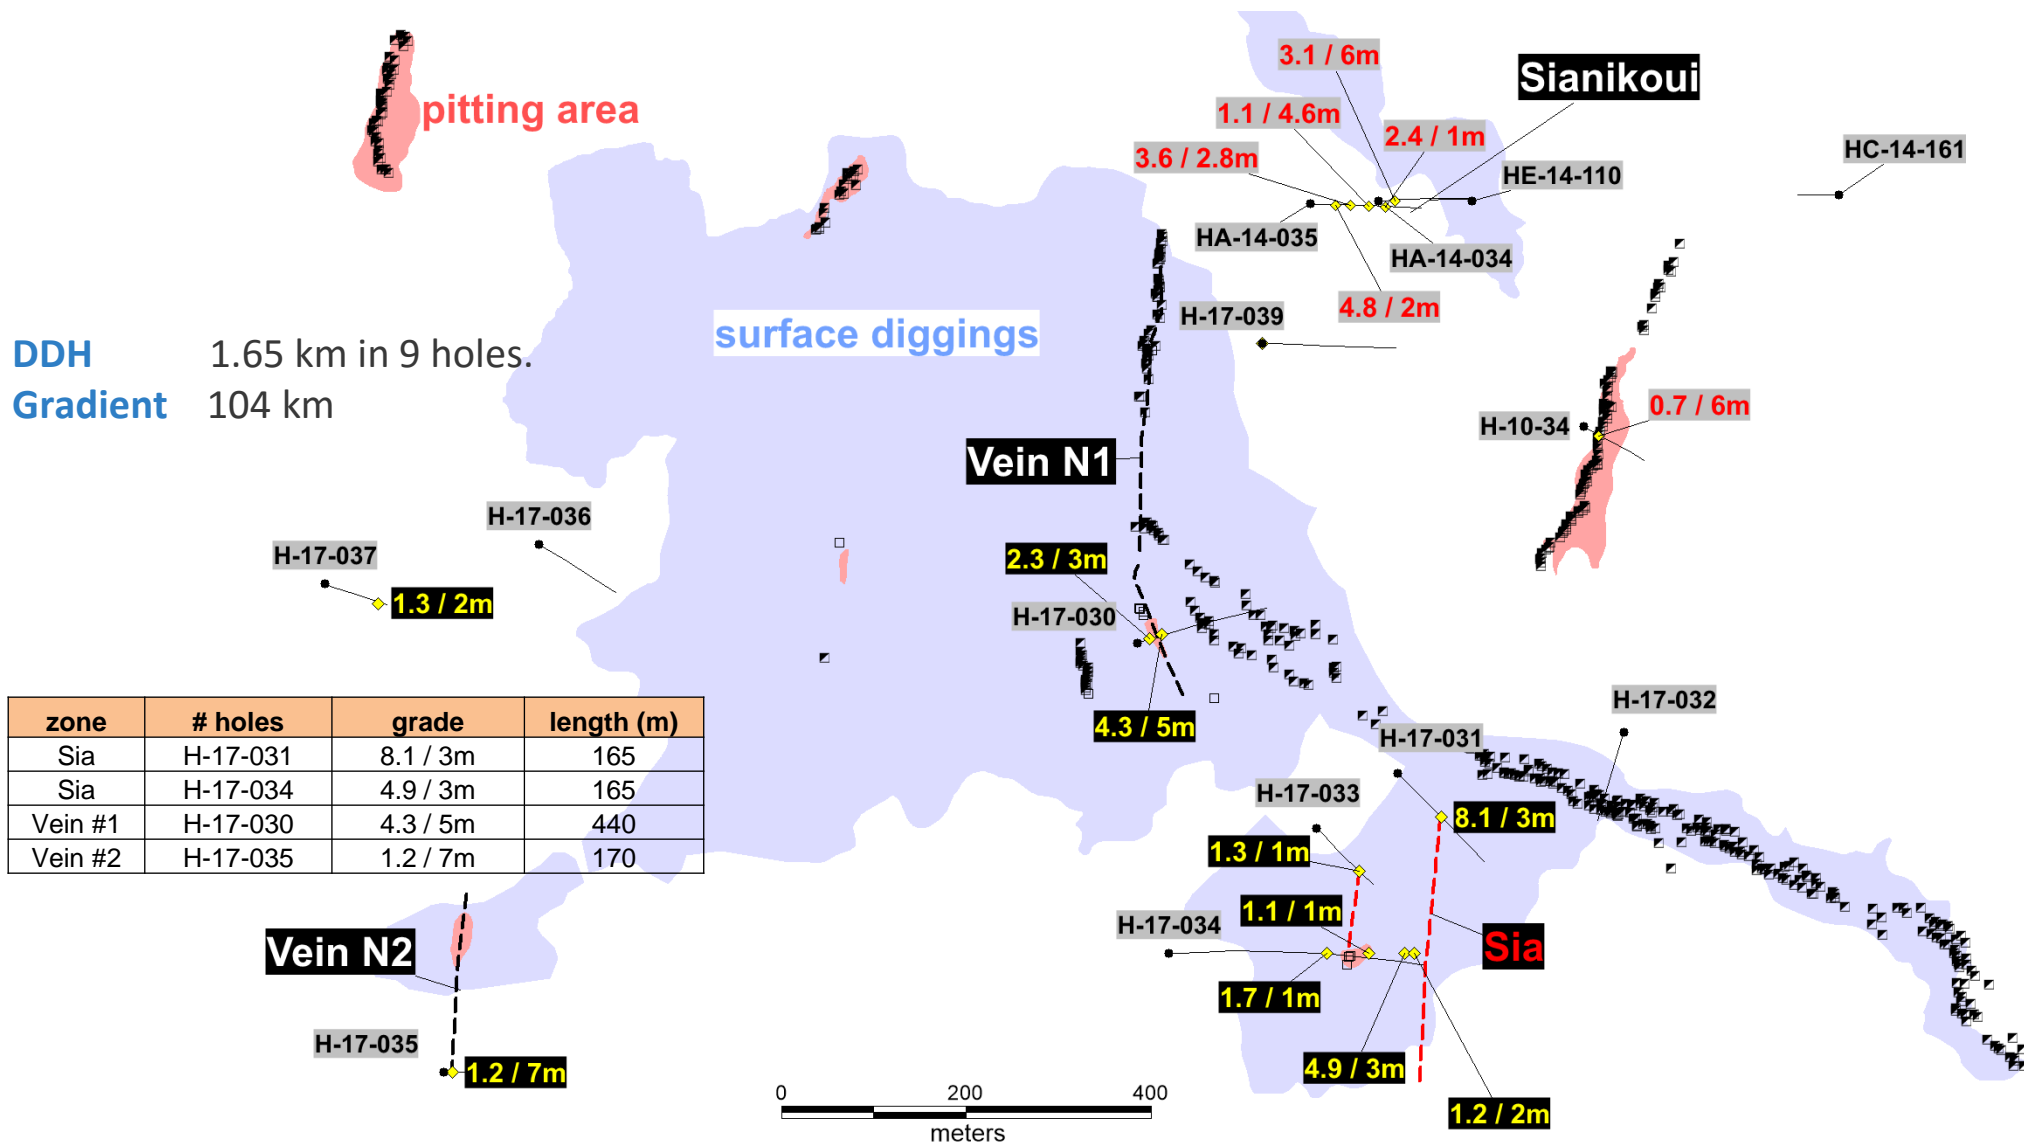 3.1 / 6m
Sianikoui
pitting area
1.1 / 4.6m
2.4 / 1m
3.6 / 2.8m
HC-14-161
HE-14-110
HA-14-035
HA-14-034
4.8 / 2m
H-17-039
surface diggings
DDH 1.65 km in 9 holes.
Gradient 104 km
0.7 / 6m
H-10-34
Vein N1
H-17-036
H-17-037
2.3 / 3m
1.3 / 2m
H-17-030
4.3 / 5m
H-17-032
H-17-031
zone # holes grade length (m)
Sia H-17-031 8.1 / 3m 165
Sia H-17-034 4.9 / 3m 165
Vein #1 H-17-030 4.3 / 5m 440
Vein #2 H-17-035 1.2 / 7m 170
H-17-033
8.1 / 3m
1.3 / 1m
1.1 / 1m
H-17-034
Sia
Vein N2
1.7 / 1m
H-17-035
1.2 / 7m
4.9 / 3m
1.2 / 2m
0 200 400
meters